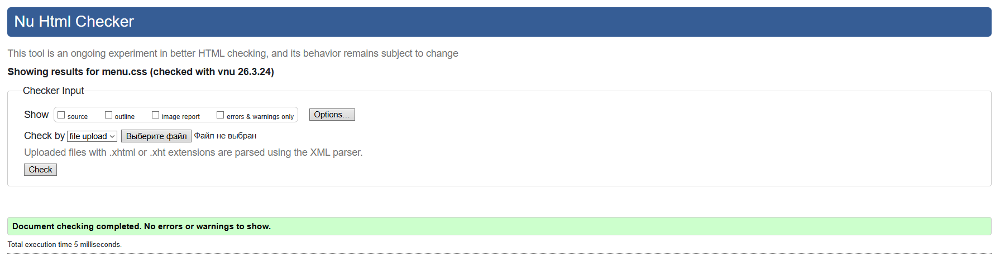 Nu Html Checker
This tool is an ongoing experiment in better HTML checking, and its behavior remains subject to change
Showing results for menu.css (checked with vnu 26.3.24)
Checker Input
Show source outline image report errors & warnings only Options...
Check by file upload Выберите файл Файл не выбран
Uploaded files with .xhtml or .xht extensions are parsed using the XML parser.
Check
Document checking completed. No errors or warnings to show.
Total execution time 5 milliseconds.